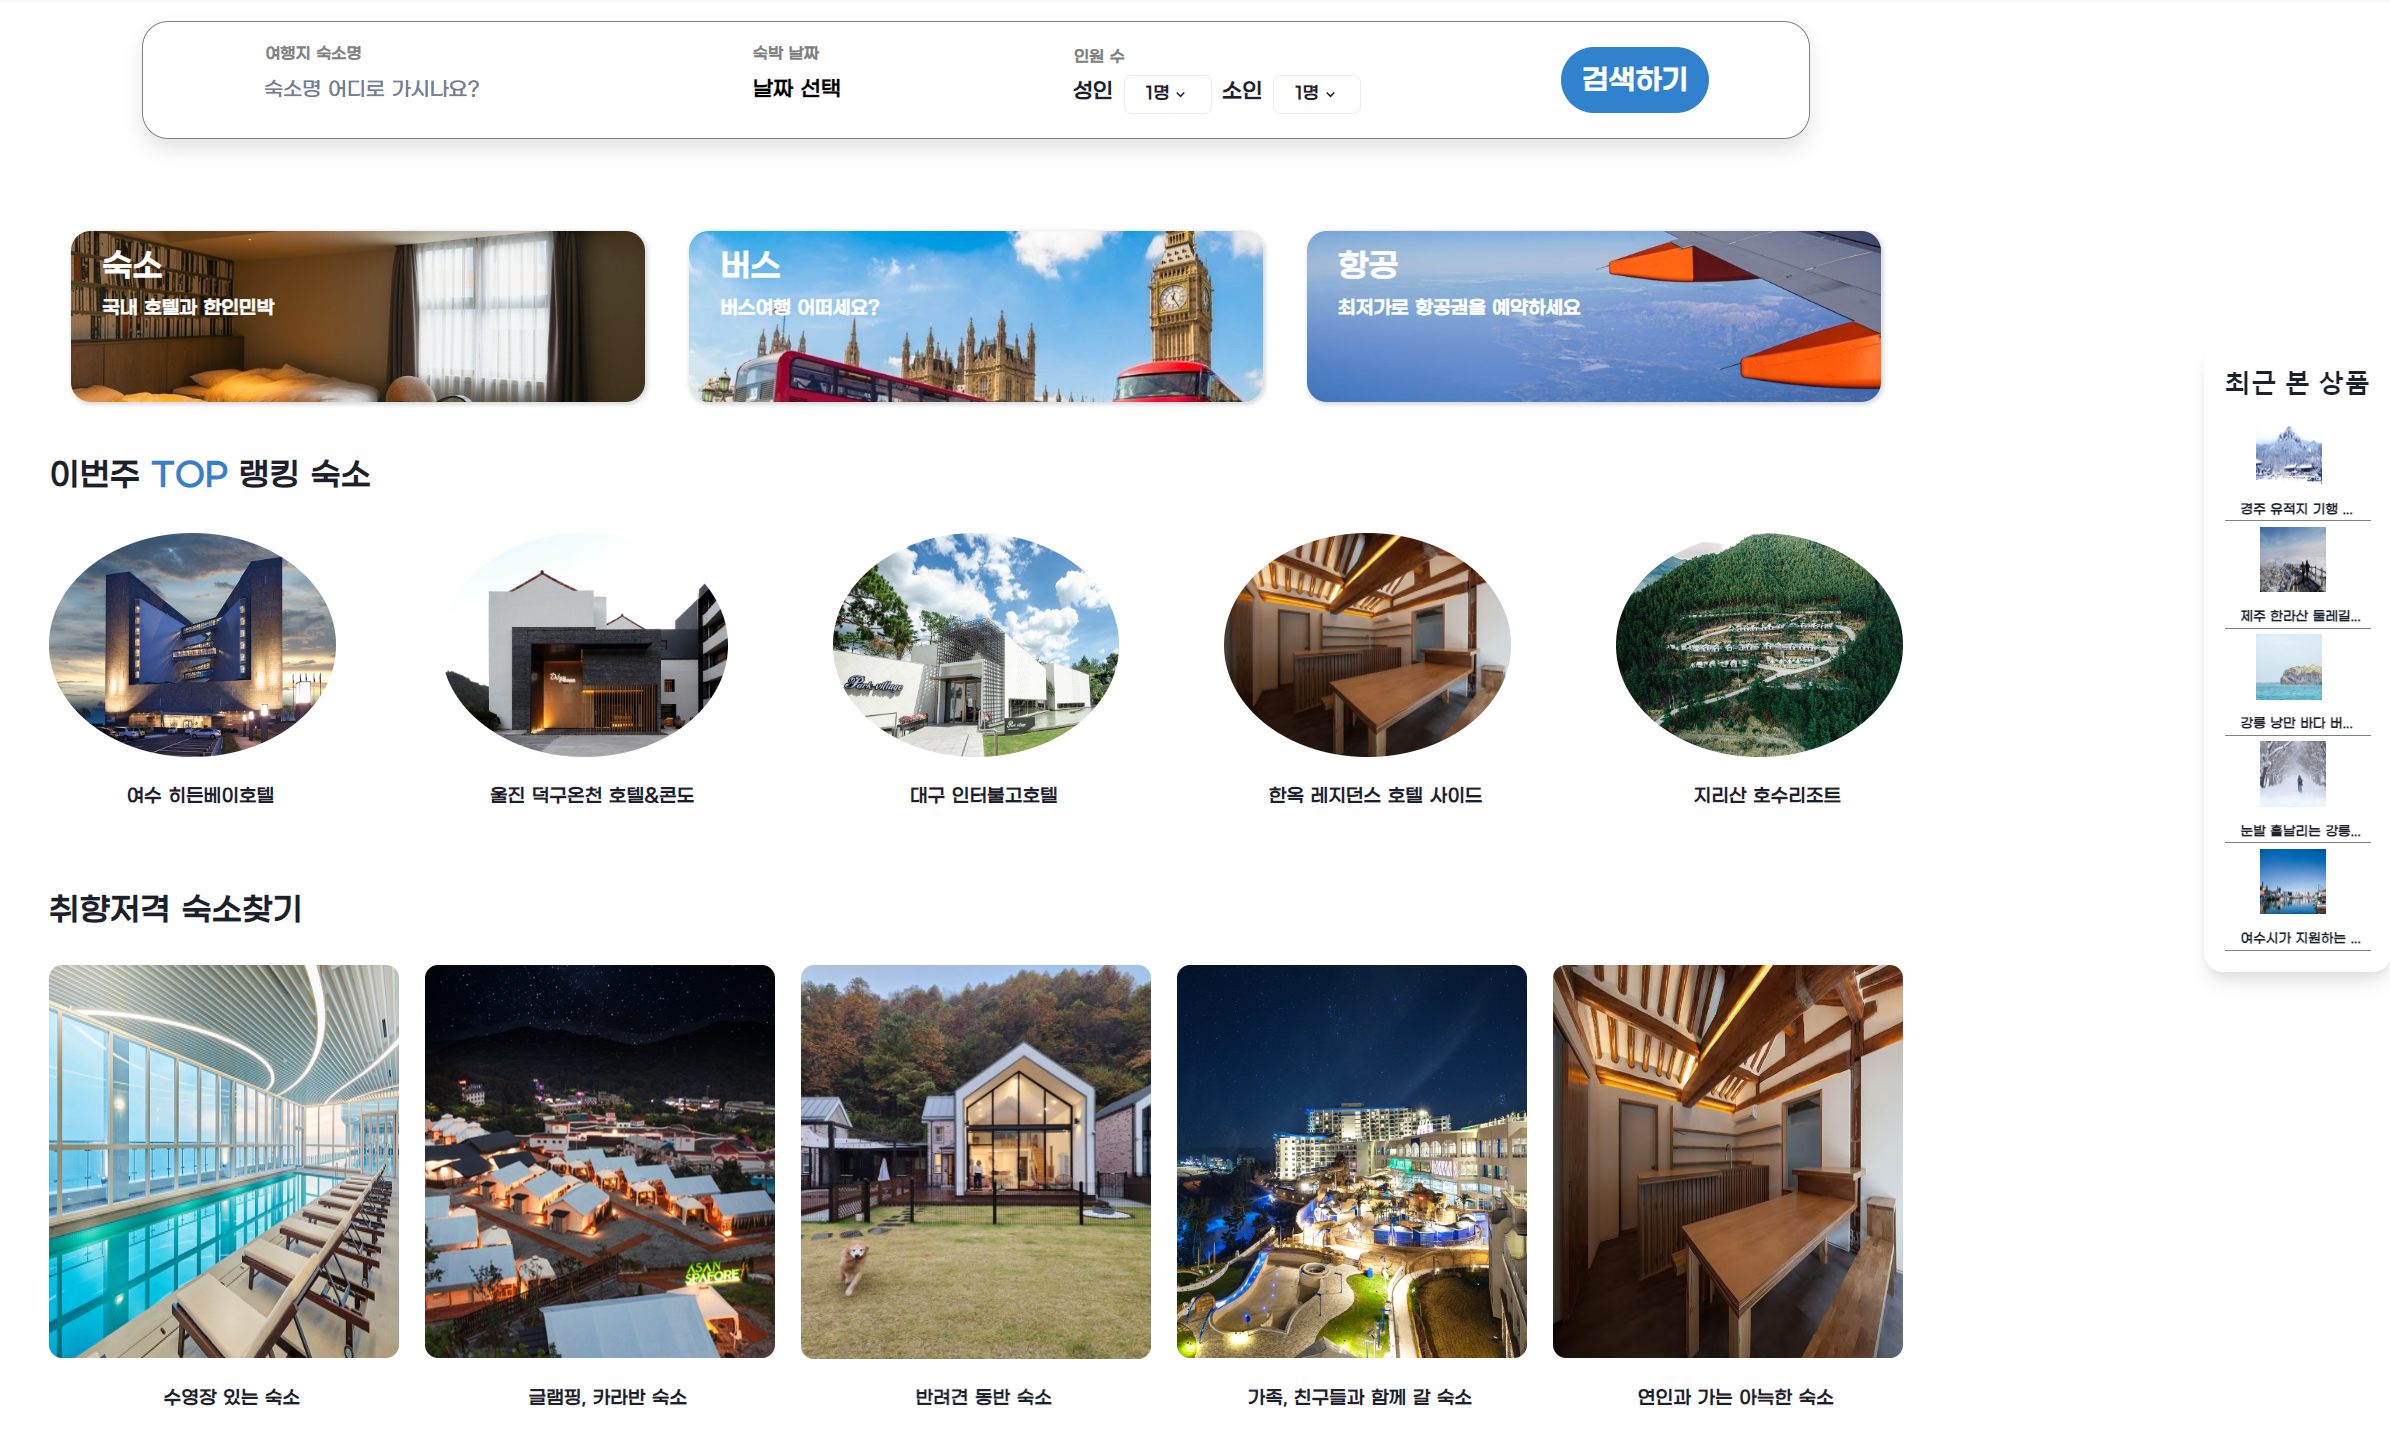 여행지 숙소명
숙소명 어디로 가시나요?
숙박 날짜
날짜 선택
인원 수
성인 1명 소인 1명
검색하기
숙소
국내 호텔과 한인민박
버스
버스여행 어떠세요?
항공
최저가로 항공권을 예약하세요
이번주 TOP 랭킹 숙소
Park village
여수 히든베이호텔
울진 덕구온천 호텔&콘도
대구 인터불고호텔
한옥 레지던스 호텔 사이드
지리산 호수리조트
취향저격 숙소찾기
ASAN
SPAFORE
수영장 있는 숙소
글램핑, 카라반 숙소
반려견 동반 숙소
가족, 친구들과 함께 갈 숙소
연인과 가는 아늑한 숙소
최근 본 상품
경주 유적지 기행 ...
제주 한라산 둘레길...
강릉 낭만 바다 버...
눈발 흩날리는 강릉...
여수시가 지원하는 ...